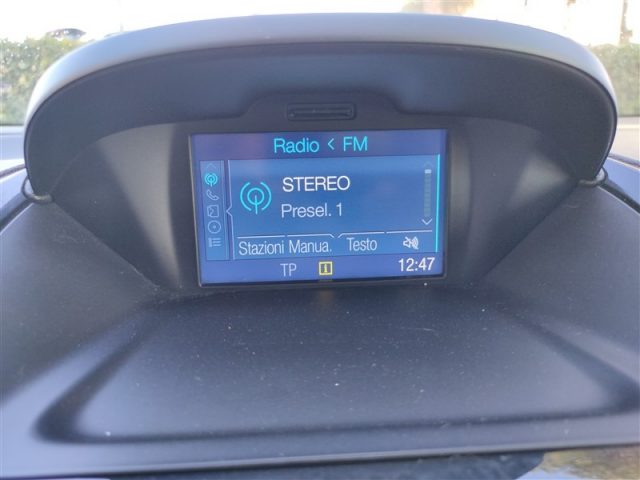 Radio < FM
STEREO
Presel. 1
Stazioni Manua. Testo
TP i 12:47